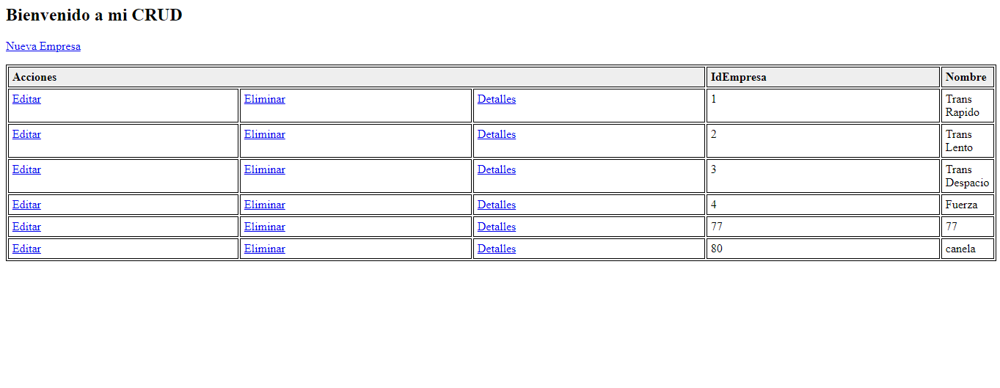 Bienvenido a mi CRUD
Nueva Empresa
Acciones IdEmpresa Nombre
Editar Eliminar Detalles 1 Trans
Rapido
Editar Eliminar Detalles 2 Trans
Lento
Editar Eliminar Detalles 3 Trans
Despacio
Editar Eliminar Detalles 4 Fuerza
Editar Eliminar Detalles 77 77
Editar Eliminar Detalles 80 canela